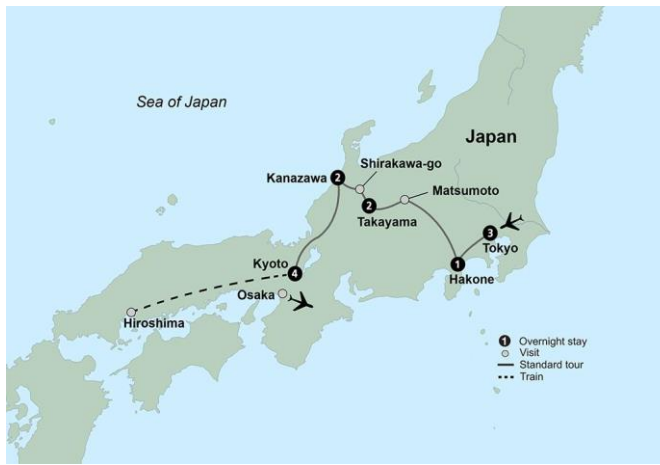 Sea of Japan
Japan
Shirakawa-go
Kanazawa
2
Matsumoto
2
Takayama
3
Tokyo
Kyoto
4
1
Hakone
Osaka
Hiroshima
1 Overnight stay
Visit
Standard tour
Train